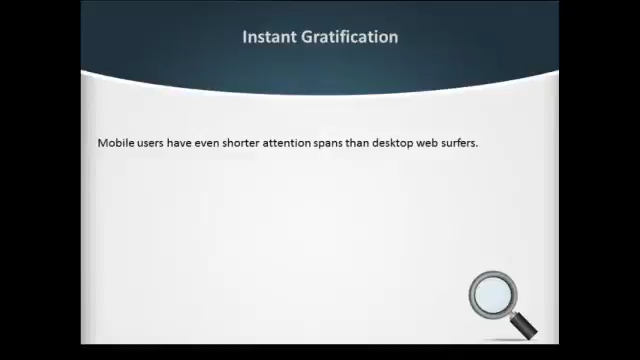 Instant Gratification
Mobile users have even shorter attention spans than desktop web surfers.